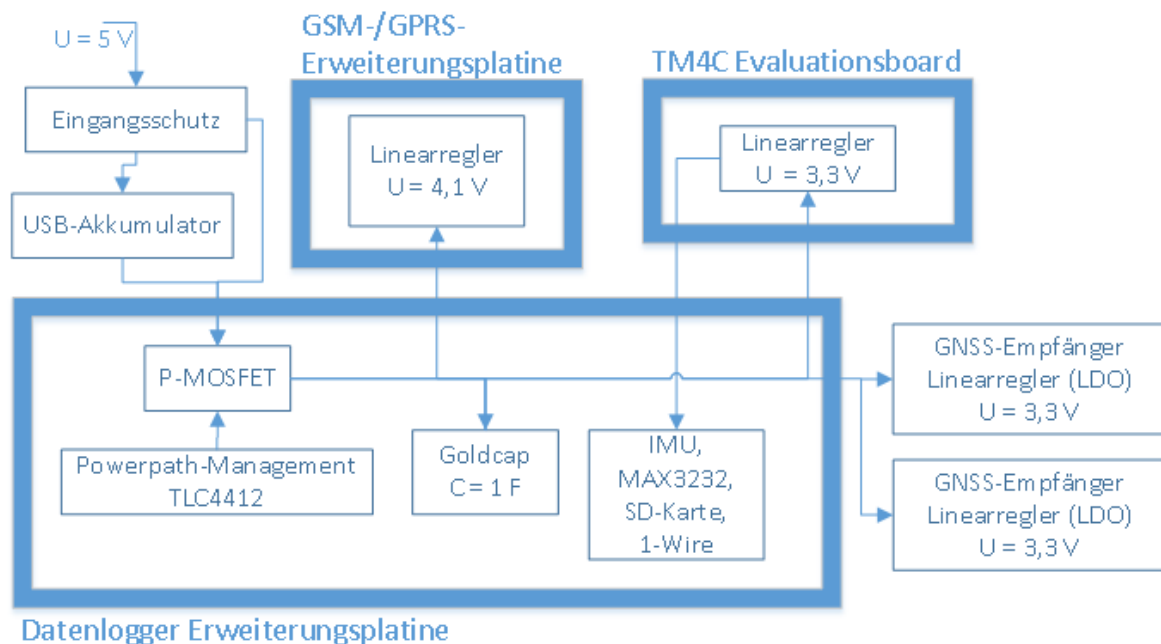 U = 5 V
GSM-/GPRS-
Erweiterungsplatine
TM4C Evaluationsboard
Eingangsschutz
USB-Akkumulator
Linearregler
U = 4,1 V
Linearregler
U = 3,3 V
P-MOSFET
Powerpath-Management
TLC4412
Goldcap
C = 1 F
IMU,
MAX3232,
SD-Karte,
1-Wire
GNSS-Empfänger
Linearregler (LDO)
U = 3,3 V
GNSS-Empfänger
Linearregler (LDO)
U = 3,3 V
Datenlogger Erweiterungsplatine